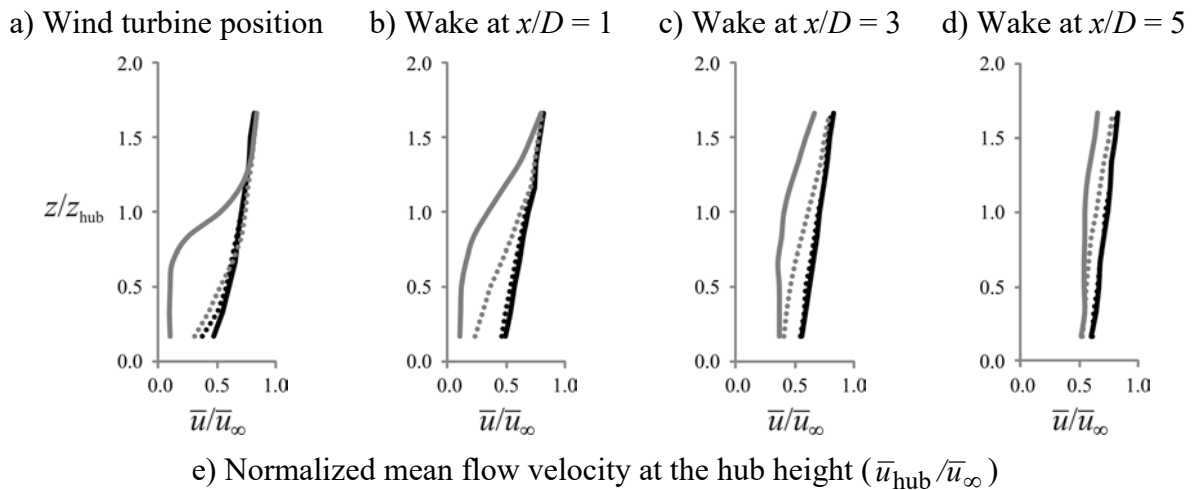 a) Wind turbine position b) Wake at x/D = 1 c) Wake at x/D = 3 d) Wake at x/D = 5
2.0 2.0 2.0 2.0
1.5 1.5 1.5 1.5
z/z_hub 1.0 1.0 1.0 1.0
0.5 0.5 0.5 0.5
0.0 0.0 0.0 0.0
0.0 0.5 1.0 0.0 0.5 1.0 0.0 0.5 1.0 0.0 0.5 1.0
u̅/u̅_∞ u̅/u̅_∞ u̅/u̅_∞ u̅/u̅_∞
e) Normalized mean flow velocity at the hub height (u̅_hub/u̅_∞)